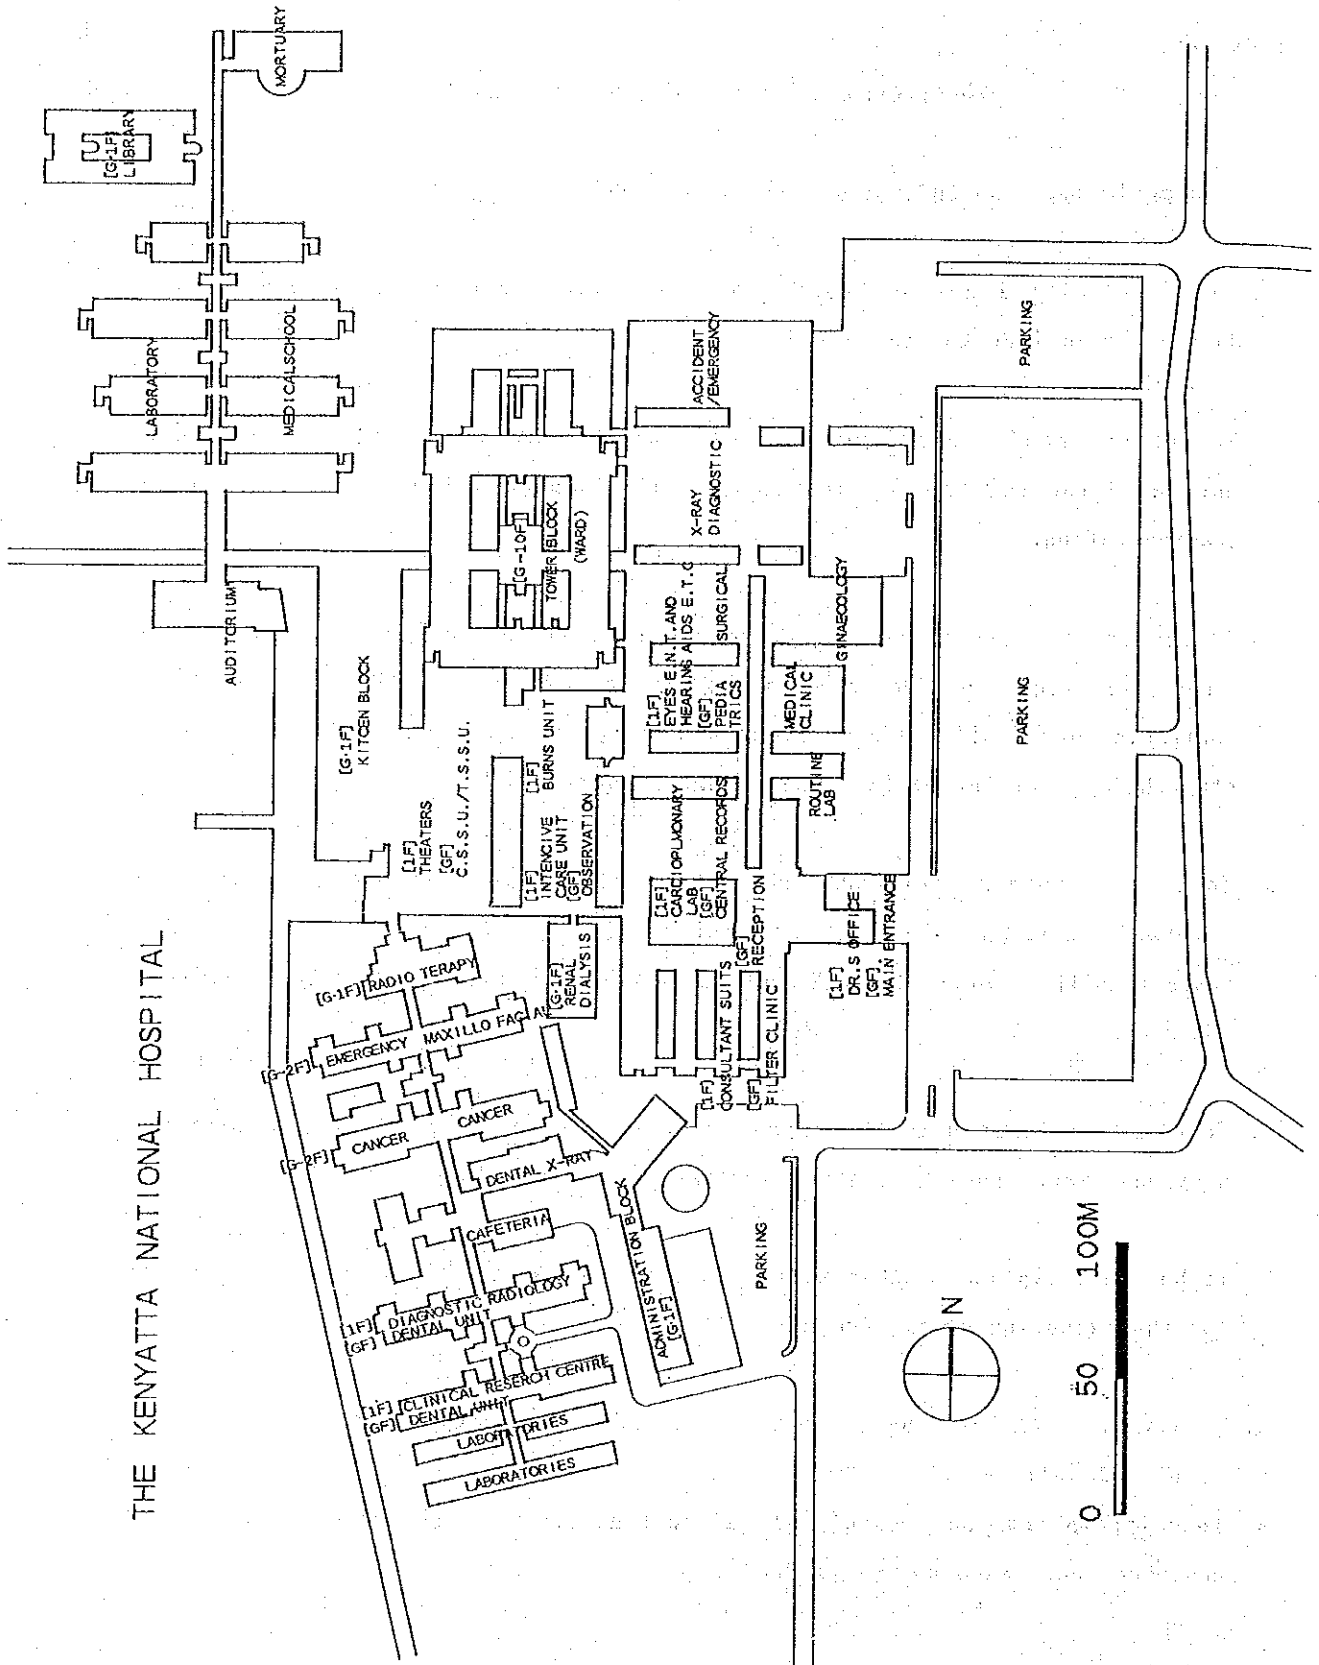 THE KENYATTA NATIONAL HOSPITAL
MORTUARY
[G-1F]
LIBRARY
LABORATORY
MEDICALSCHOOL
AUDITORIUM
[G-1F]
KITCEN BLOCK
[G-10F]
TOWER BLOCK
(WARD)
ACCIDENT
/EMERGENCY
X-RAY
DIAGNOSTIC
[1F]
EYES E.N.T.AND
HEARING AIDS E.T.C
[GF]
PEDIA
TRICS
SURGICAL
GINAECOLOGY
MEDICAL
CLINIC
ROUTINE
LAB
[1F]
THEATERS
[GF]
C.S.S.U./T.S.S.U.
[1F]
BURNS UNIT
[1F]
INTENCIVE
CARE UNIT
[GF]
OBSERVATION
[1F]
CARDIOPLMONARY
LAB
[GF]
CENTRAL RECORDS
[GF]
RECEPTION
[1F]
DR.S OFFICE
[GF].
MAIN ENTRANCE
[1F]
CONSULTANT SUITS
[GF]
FILTER CLINIC
[G-1F]
RENAL
DIALYSIS
[G-1F] RADIO TERAPY
[G-2F] EMERGENCY MAXILLO FACIAL
[G-2F] CANCER CANCER
DENTAL X-RAY
CAFETERIA
[1F] DIAGNOSTIC RADIOLOGY
[GF] DENTAL UNIT
[1F] CLINICAL RESERCH CENTRE
[GF] DENTAL UNIT
LABORATORIES
LABORATORIES
ADMINISTRATION BLOCK
[G-1F]
PARKING
PARKING
PARKING
N
0 50 100M